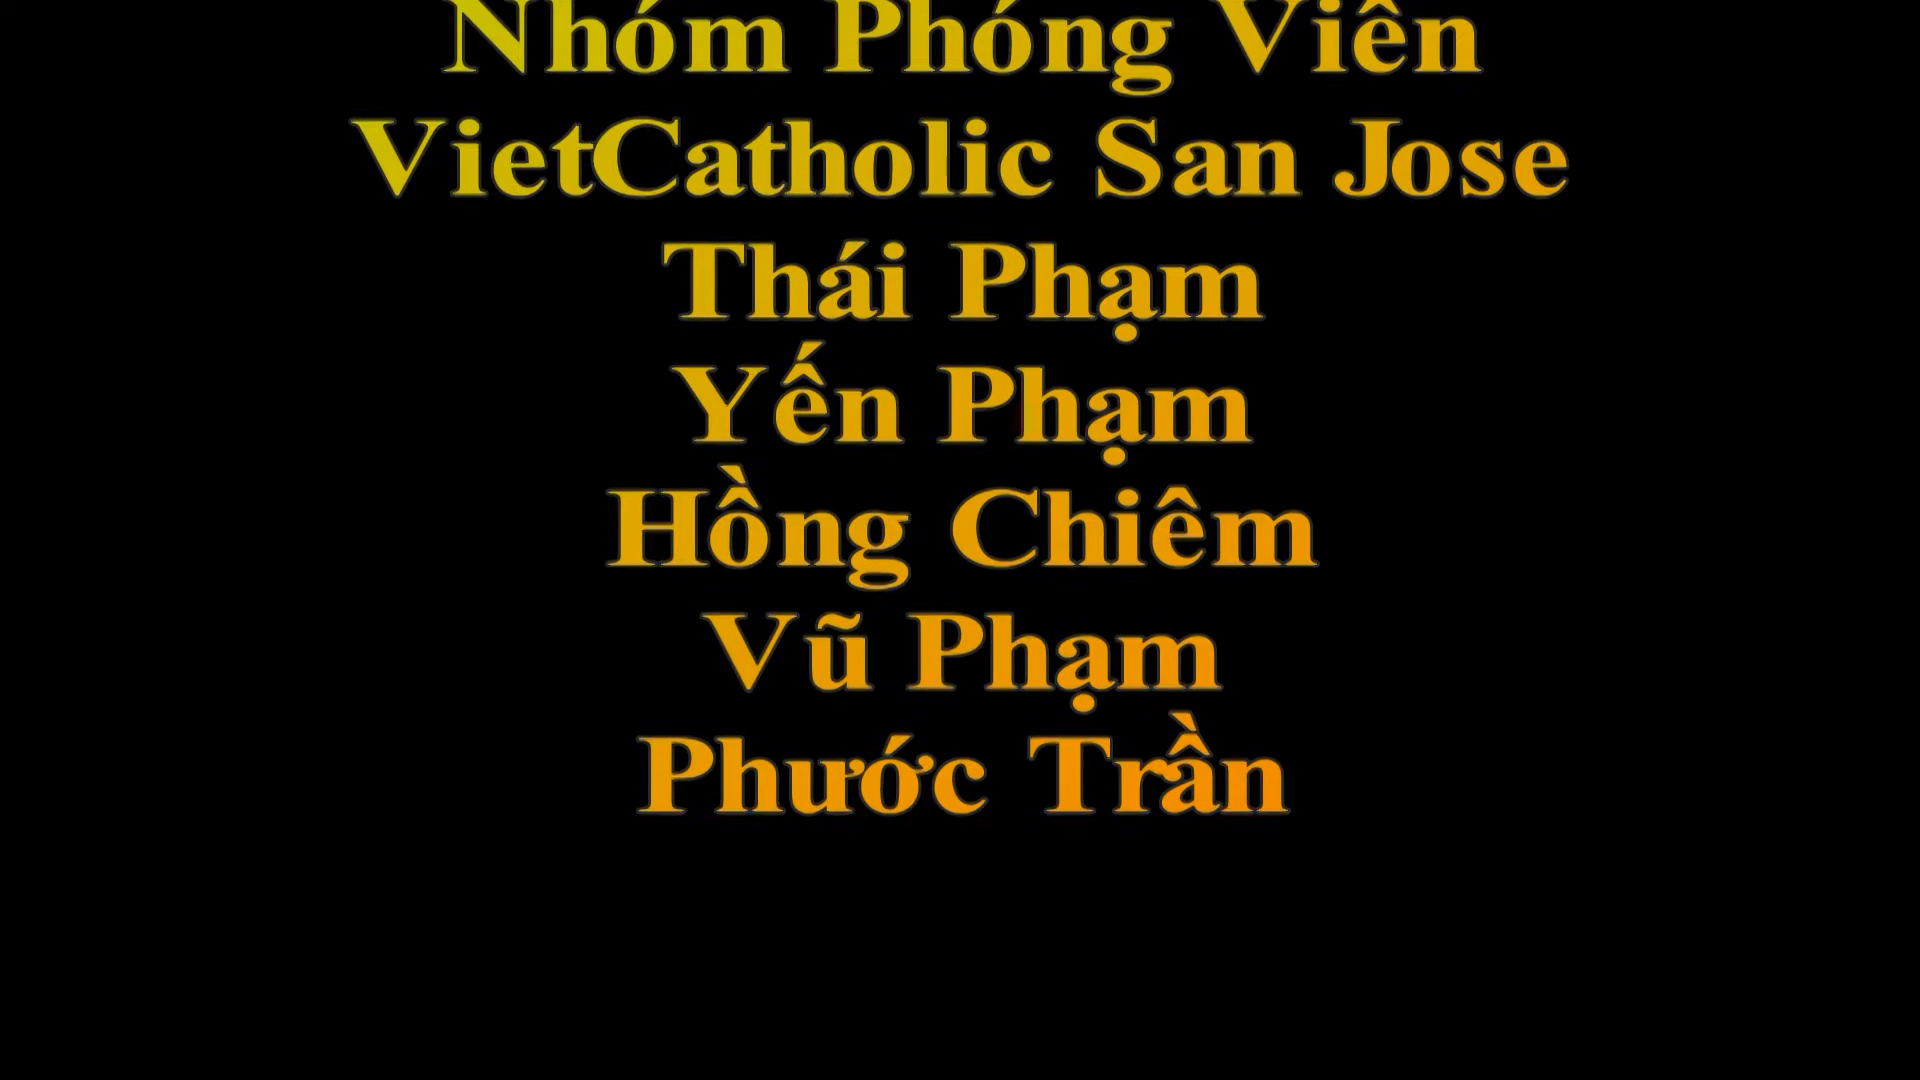 Nhóm Phóng Viên
VietCatholic San Jose
Thái Phạm
Yến Phạm
Hồng Chiêm
Vũ Phạm
Phước Trần